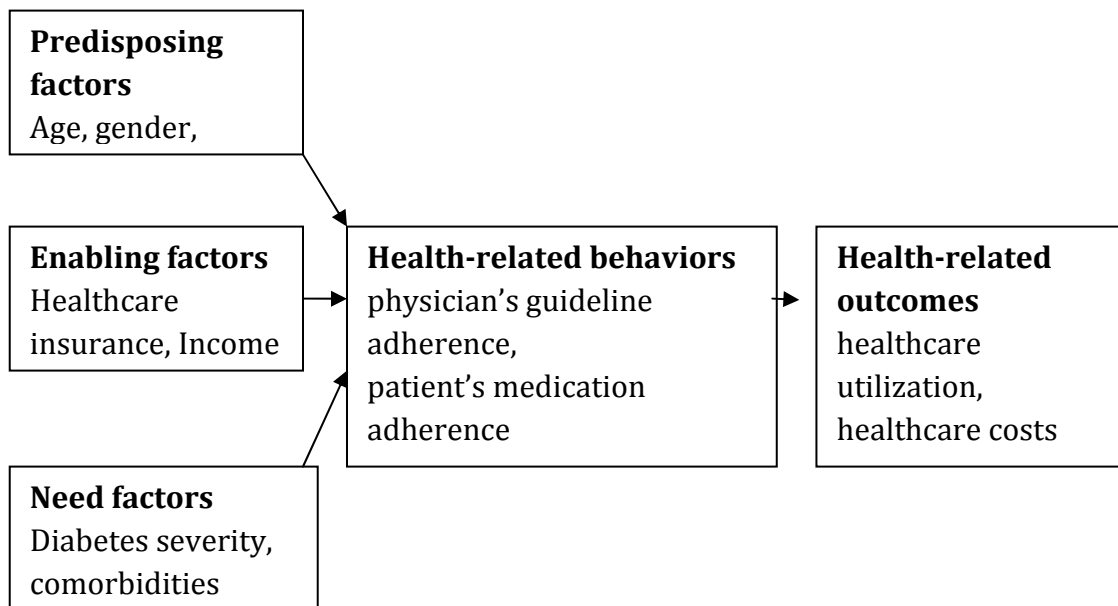 Predisposing
factors
Age, gender,
Enabling factors
Healthcare
insurance, Income
Need factors
Diabetes severity,
comorbidities
Health-related behaviors
physician’s guideline
adherence,
patient’s medication
adherence
Health-related
outcomes
healthcare
utilization,
healthcare costs